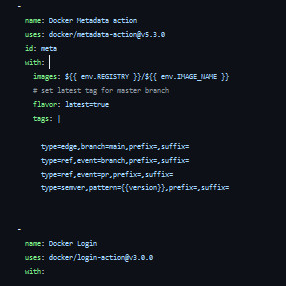 -
name: Docker Metadata action
uses: docker/metadata-action@v5.3.0
id: meta
with:
images: ${{ env.REGISTRY }}/${{ env.IMAGE_NAME }}
# set latest tag for master branch
flavor: latest=true
tags: |
type=edge,branch=main,prefix=,suffix=
type=ref,event=branch,prefix=,suffix=
type=ref,event=pr,prefix=,suffix=
type=semver,pattern={{version}},prefix=,suffix=
-
name: Docker Login
uses: docker/login-action@v3.0.0
with: